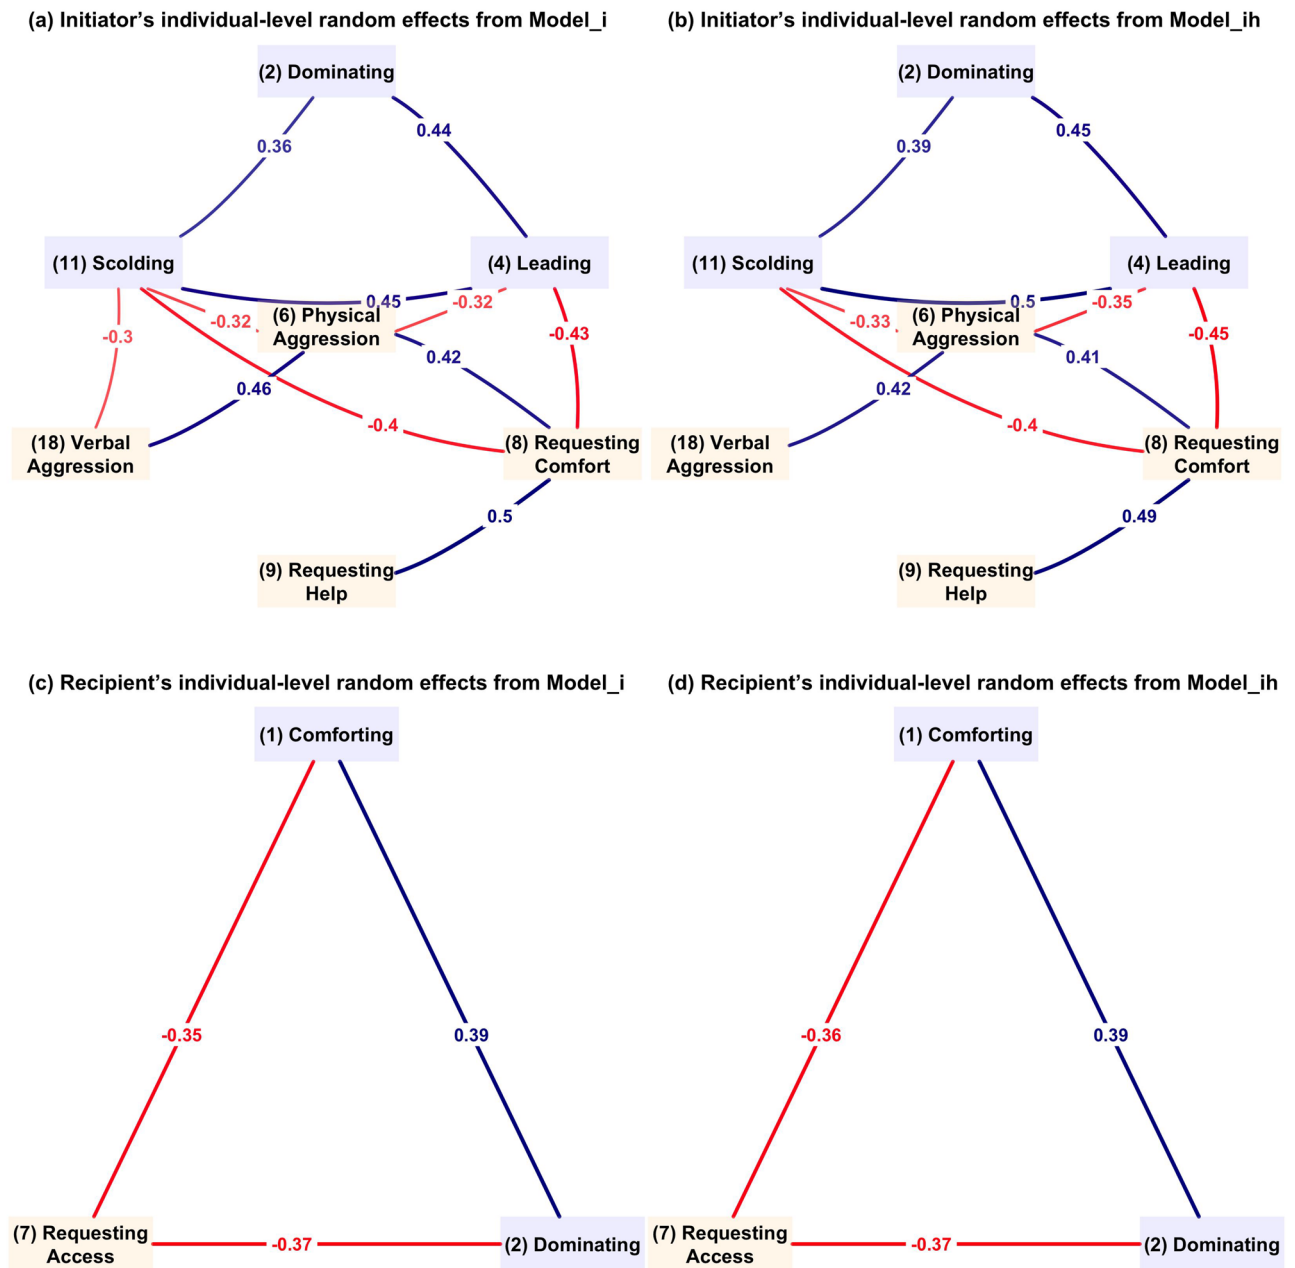 (a) Initiator’s individual-level random effects from Model_i
(2) Dominating
0.36
0.44
(11) Scolding
(4) Leading
0.45
-0.32
-0.32
(6) Physical
Aggression
-0.3
-0.43
0.42
0.46
-0.4
(18) Verbal
Aggression
(8) Requesting
Comfort
0.5
(9) Requesting
Help
(b) Initiator’s individual-level random effects from Model_ih
(2) Dominating
0.39
0.45
(11) Scolding
(4) Leading
0.5
-0.35
-0.33
(6) Physical
Aggression
-0.45
0.41
0.42
-0.4
(18) Verbal
Aggression
(8) Requesting
Comfort
0.49
(9) Requesting
Help
(c) Recipient’s individual-level random effects from Model_i
(1) Comforting
-0.35
0.39
(7) Requesting
Access
-0.37
(2) Dominating
(d) Recipient’s individual-level random effects from Model_ih
(1) Comforting
-0.36
0.39
(7) Requesting
Access
-0.37
(2) Dominating